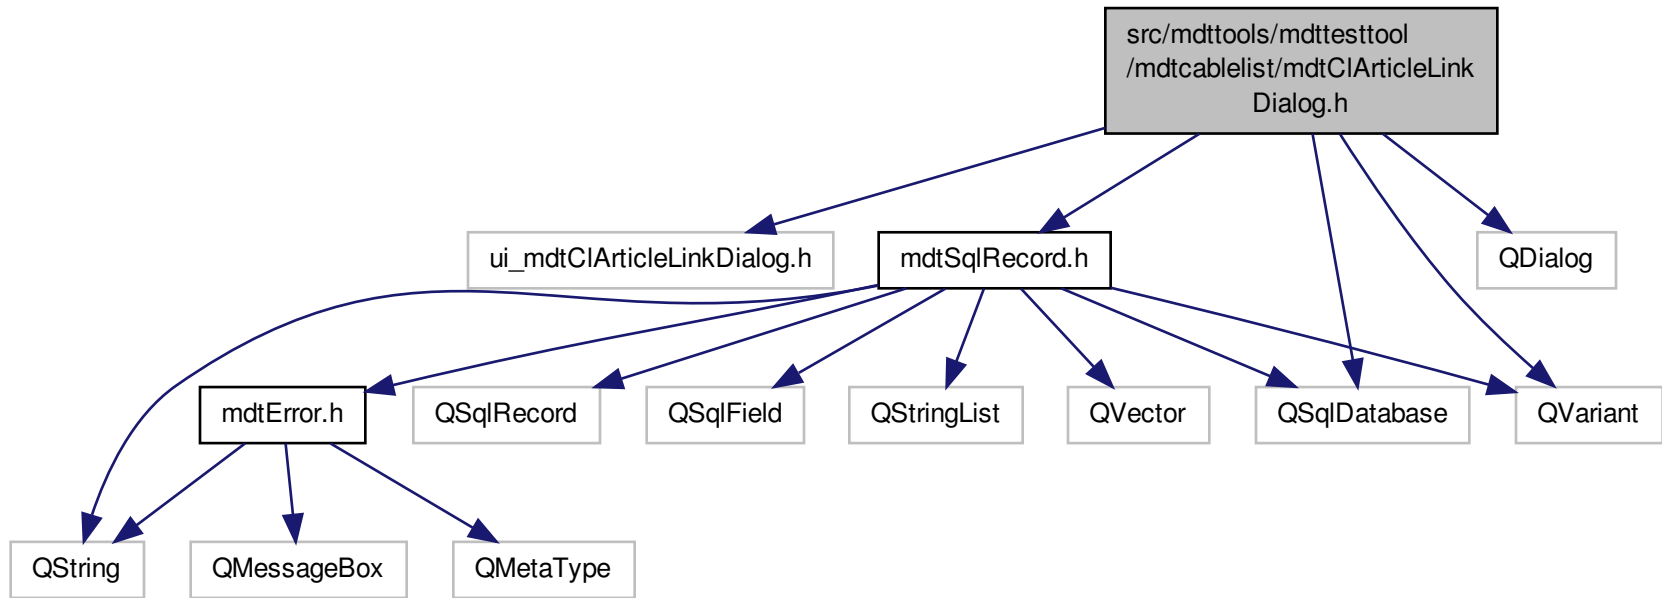 src/mdttools/mdttesttool
/mdtcablelist/mdtClArticleLink
Dialog.h
ui_mdtClArticleLinkDialog.h
mdtSqlRecord.h
QDialog
mdtError.h
QSqlRecord
QSqlField
QStringList
QVector
QSqlDatabase
QVariant
QString
QMessageBox
QMetaType